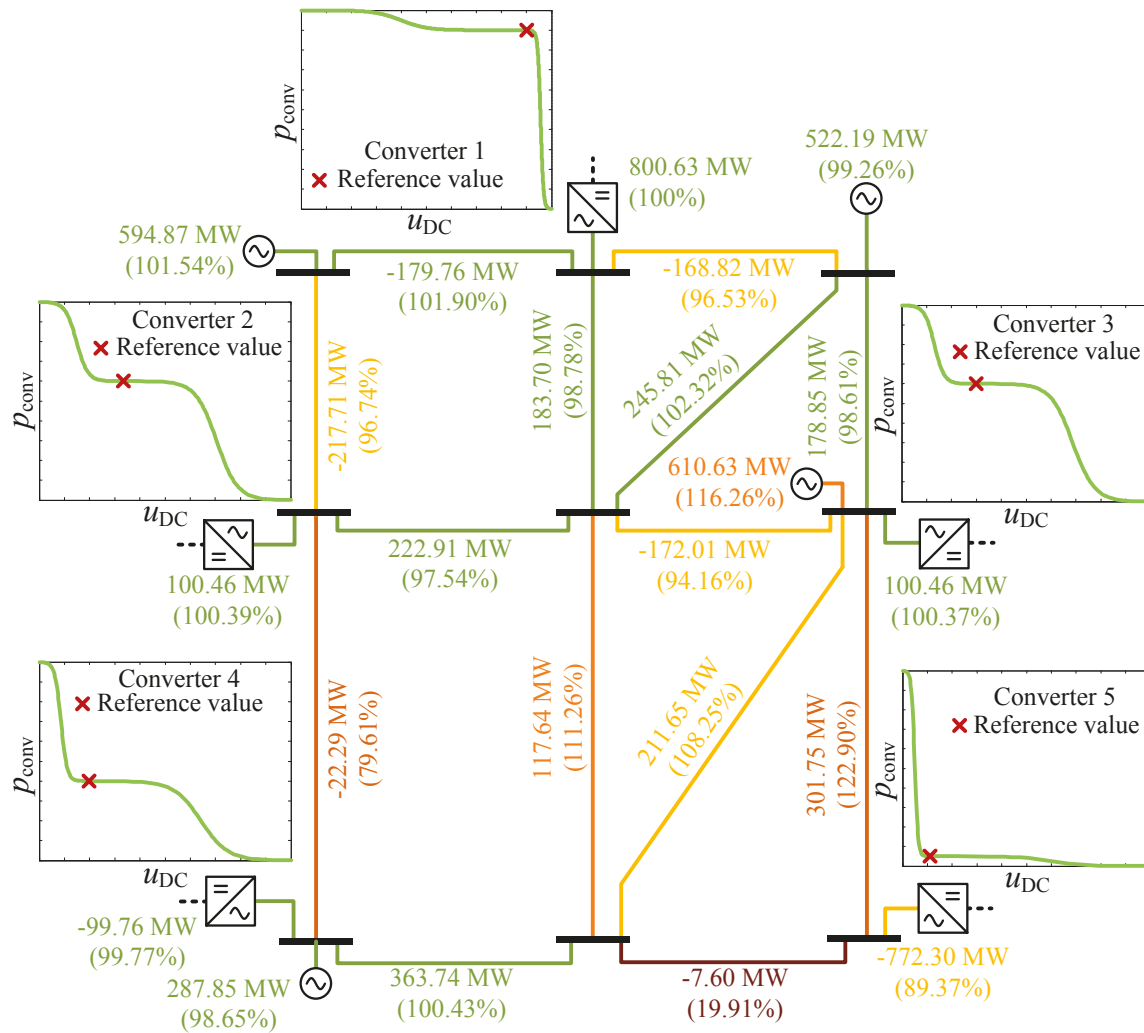 p_conv
Converter 1
Reference value
u_DC
800.63 MW
(100%)
522.19 MW
(99.26%)
594.87 MW
(101.54%)
-179.76 MW
(101.90%)
-168.82 MW
(96.53%)
p_conv
Converter 2
Reference value
u_DC
-217.71 MW
(96.74%)
183.70 MW
(98.78%)
245.81 MW
(102.32%)
178.85 MW
(98.61%)
p_conv
Converter 3
Reference value
u_DC
610.63 MW
(116.26%)
100.46 MW
(100.39%)
222.91 MW
(97.54%)
-172.01 MW
(94.16%)
100.46 MW
(100.37%)
p_conv
Converter 4
Reference value
u_DC
-22.29 MW
(79.61%)
117.64 MW
(111.26%)
211.65 MW
(108.25%)
301.75 MW
(122.90%)
p_conv
Converter 5
Reference value
u_DC
-99.76 MW
(99.77%)
287.85 MW
(98.65%)
363.74 MW
(100.43%)
-7.60 MW
(19.91%)
-772.30 MW
(89.37%)